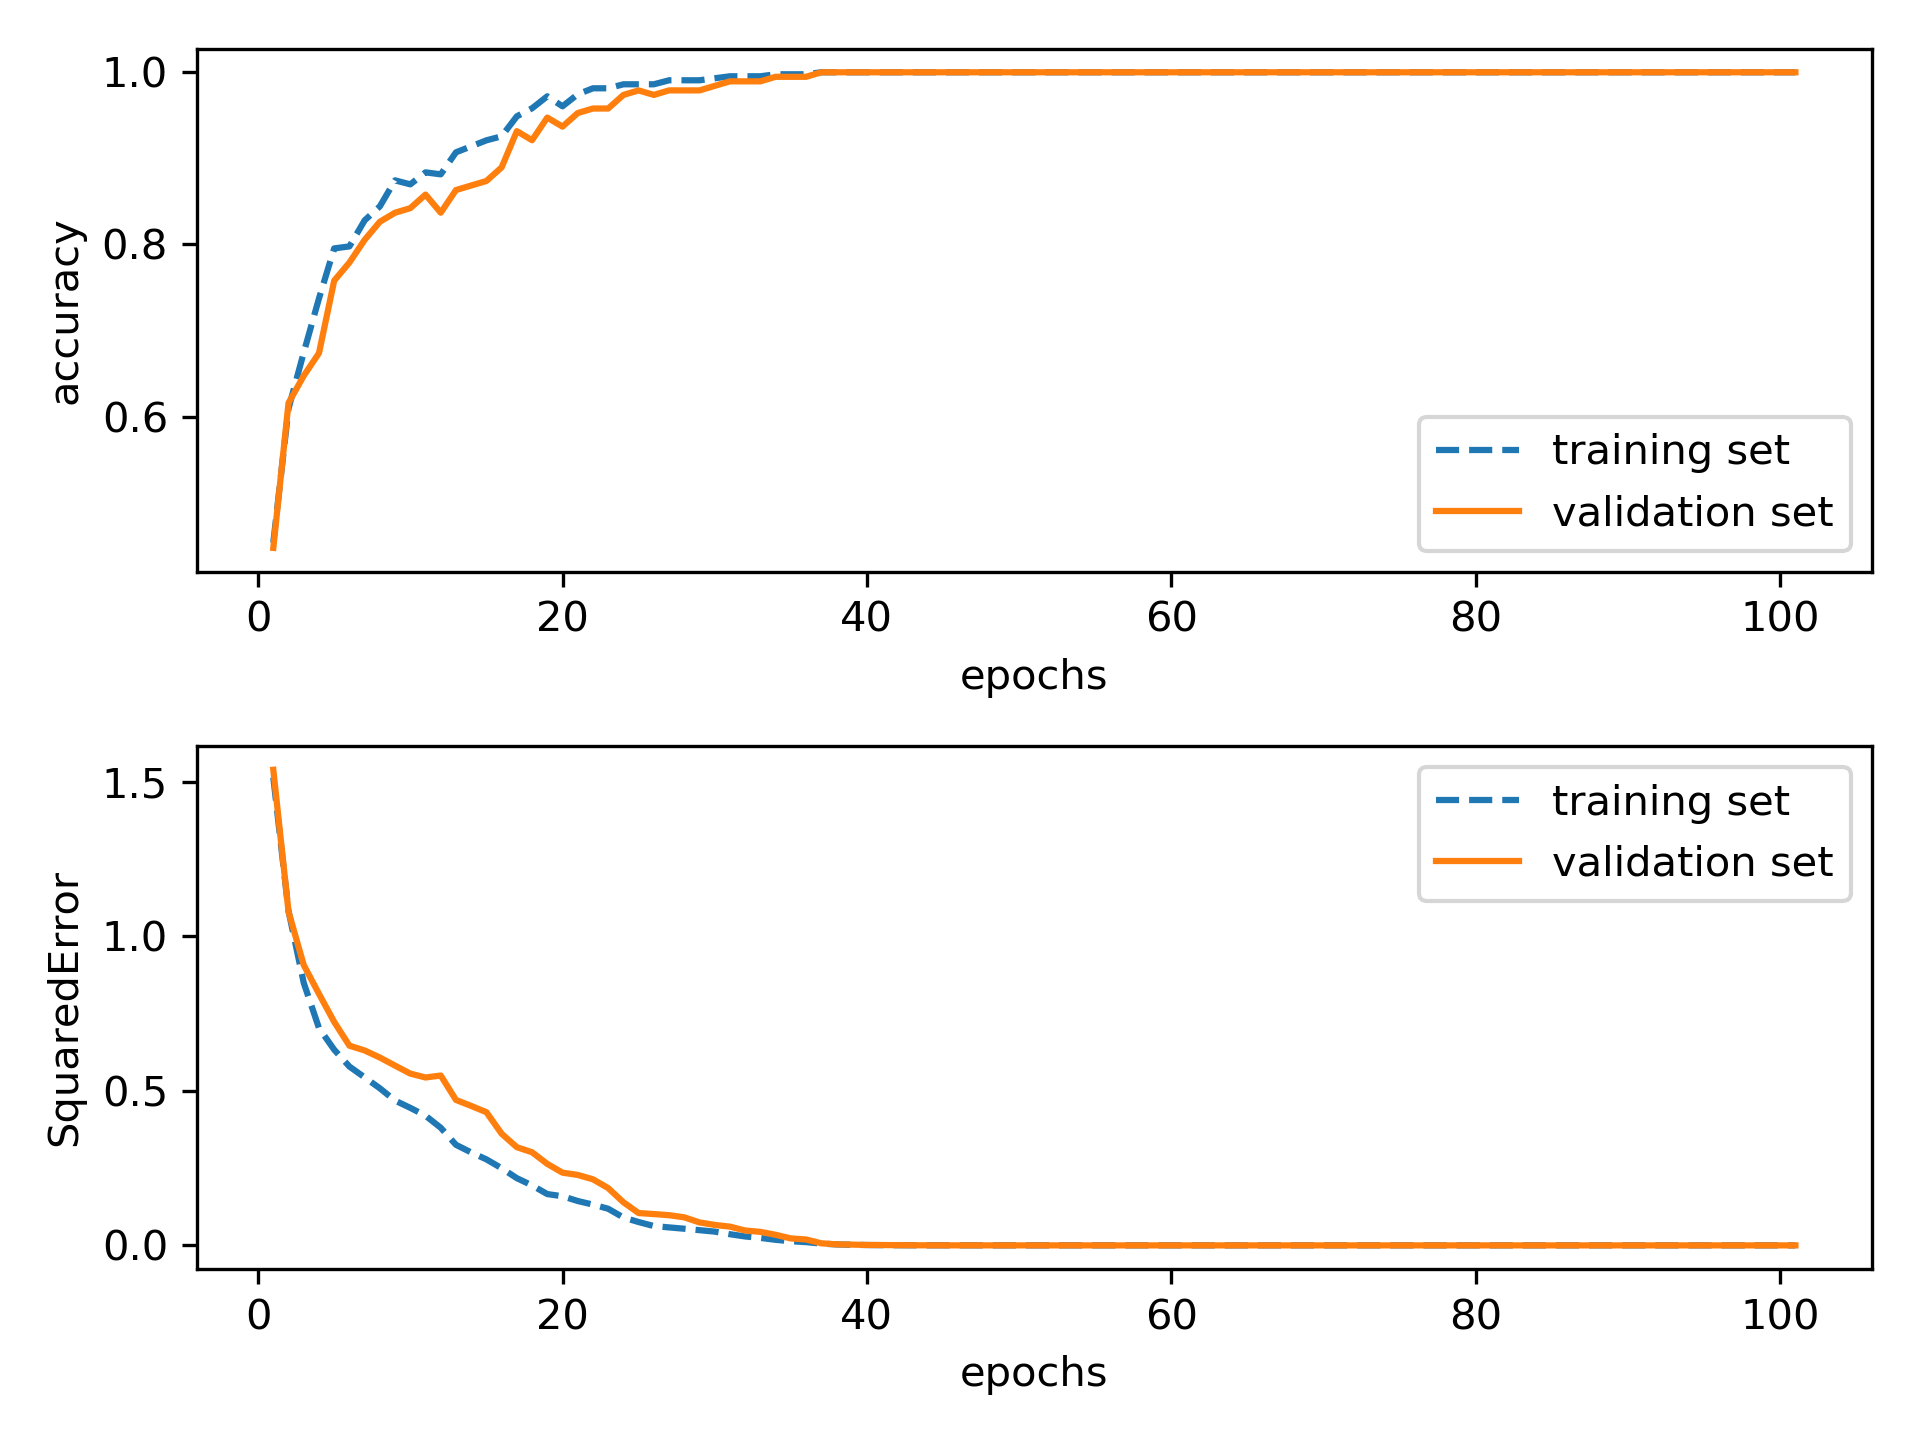 1.0
0.8
0.6
accuracy
training set
validation set
0 20 40 60 80 100
epochs
1.5
1.0
0.5
0.0
SquaredError
training set
validation set
0 20 40 60 80 100
epochs